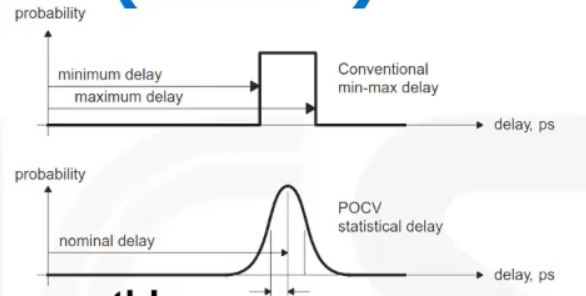 probability
minimum delay
maximum delay
Conventional
min-max delay
delay, ps
probability
POCV
statistical delay
nominal delay
delay, ps